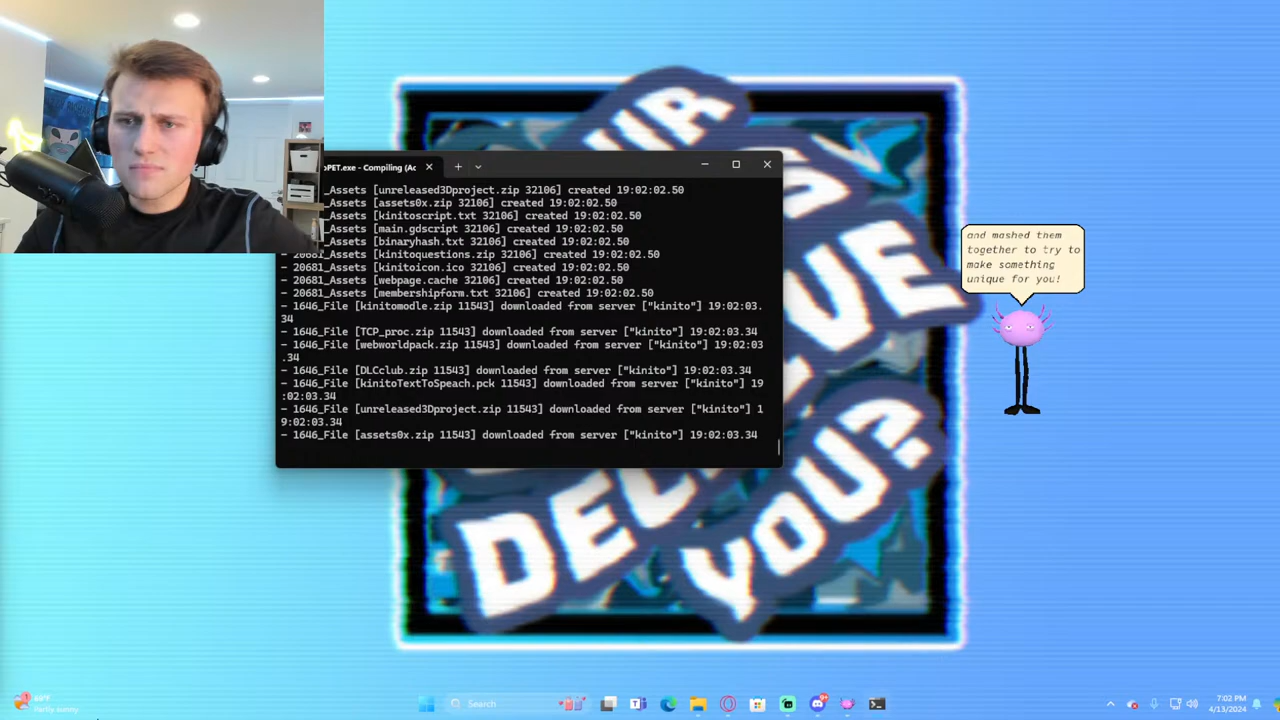 oPET.exe - Compiling (Ac
_Assets [unreleased3Dproject.zip 32106] created 19:02:02.50
_Assets [assets0x.zip 32106] created 19:02:02.50
_Assets [kinitoscript.txt 32106] created 19:02:02.50
_Assets [main.gdscript 32106] created 19:02:02.50
_Assets [binaryhash.txt 32106] created 19:02:02.50
- 20681_Assets [kinitoquestions.zip 32106] created 19:02:02.50
- 20681_Assets [kinitoicon.ico 32106] created 19:02:02.50
- 20681_Assets [webpage.cache 32106] created 19:02:02.50
- 20681_Assets [membershipform.txt 32106] created 19:02:02.50
- 1646_File [kinitomodle.zip 11543] downloaded from server ["kinito"] 19:02:03.
34
- 1646_File [TCP_proc.zip 11543] downloaded from server ["kinito"] 19:02:03.34
- 1646_File [webworldpack.zip 11543] downloaded from server ["kinito"] 19:02:03
.34
- 1646_File [DLCclub.zip 11543] downloaded from server ["kinito"] 19:02:03.34
- 1646_File [kinitoTextToSpeach.pck 11543] downloaded from server ["kinito"] 19
:02:03.34
- 1646_File [unreleased3Dproject.zip 11543] downloaded from server ["kinito"] 1
9:02:03.34
- 1646_File [assets0x.zip 11543] downloaded from server ["kinito"] 19:02:03.34
and mashed them
together to try to
make something
unique for you!
UR
VE
DEL
YOU?
Partly sunny
Search
9+
7:02 PM
4/13/2024